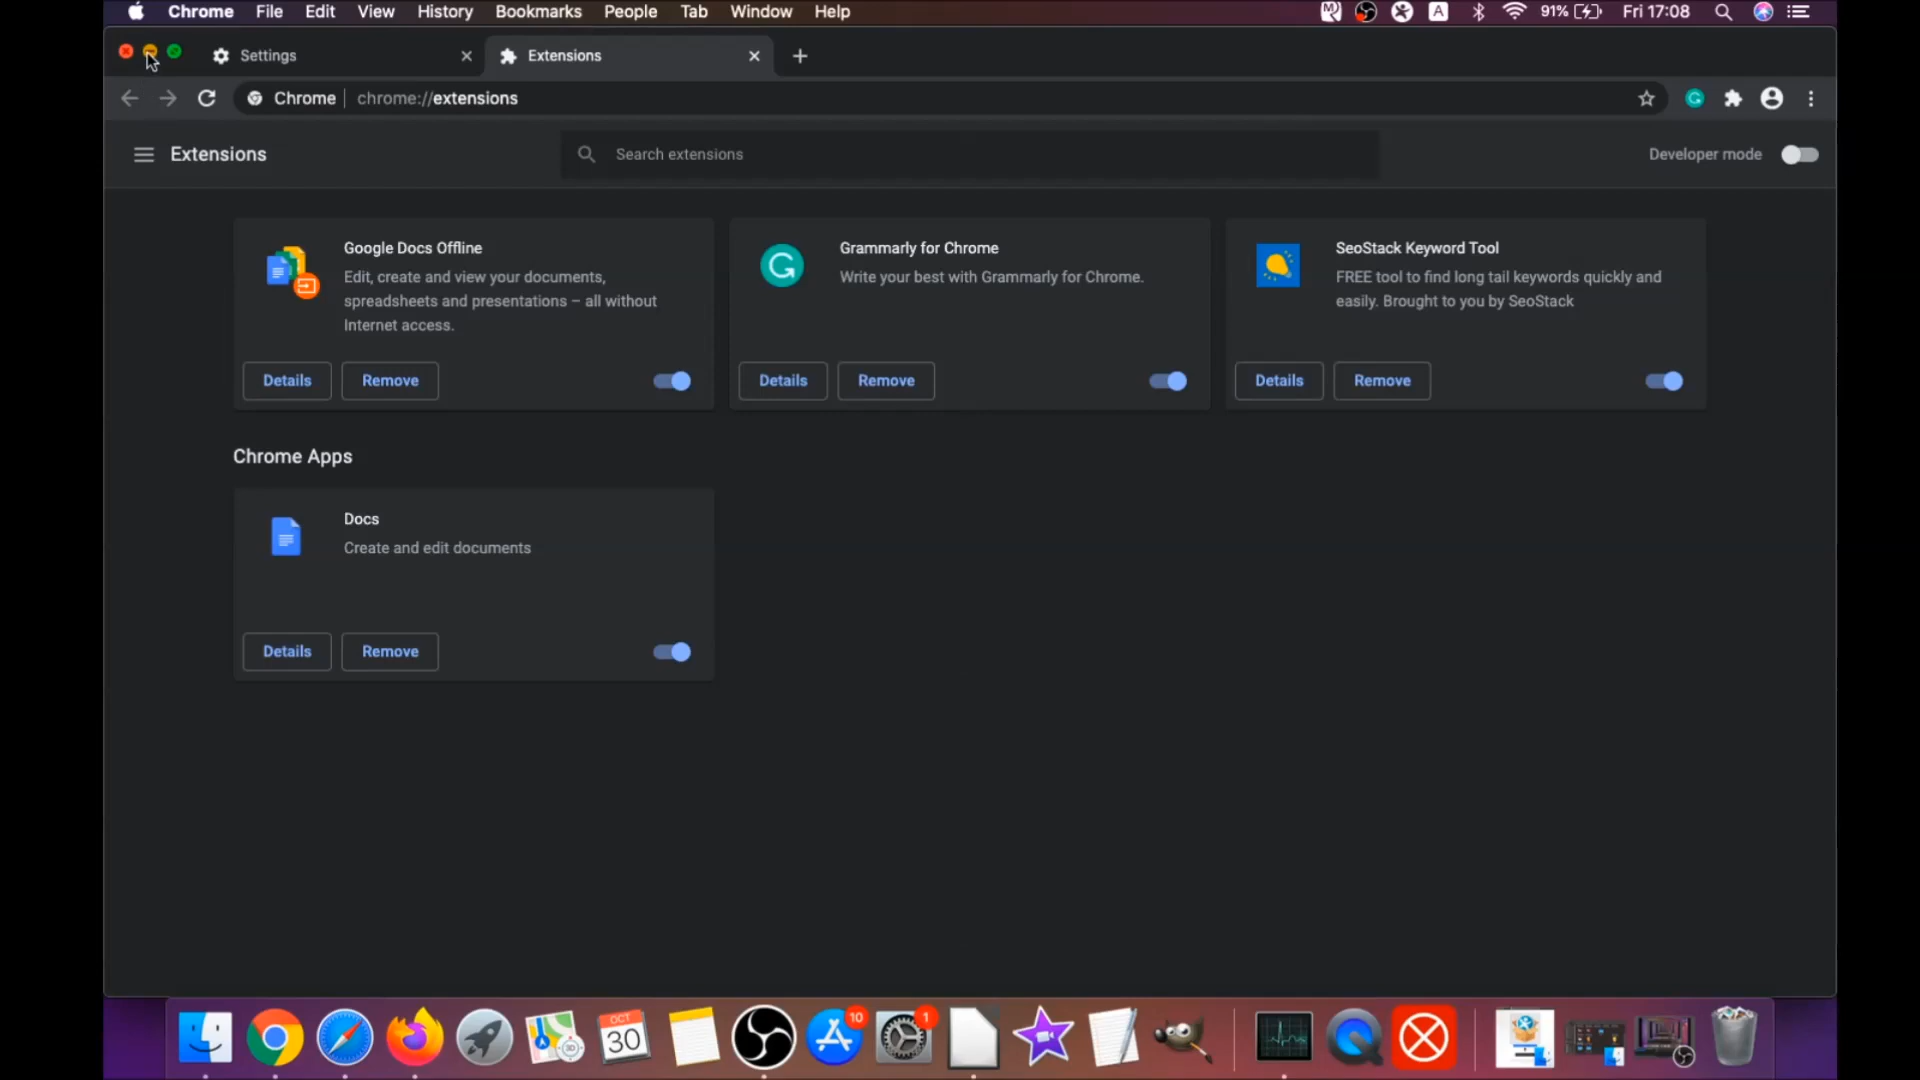 Chrome File Edit View History Bookmarks People Tab Window Help A 91% Fri 17:08
Settings Extensions
Chrome chrome://extensions
Extensions Search extensions Developer mode
Google Docs Offline
Edit, create and view your documents,
spreadsheets and presentations – all without
Internet access.
Details Remove
Grammarly for Chrome
Write your best with Grammarly for Chrome.
Details Remove
SeoStack Keyword Tool
FREE tool to find long tail keywords quickly and
easily. Brought to you by SeoStack
Details Remove
Chrome Apps
Docs
Create and edit documents
Details Remove
OCT
30
10
1